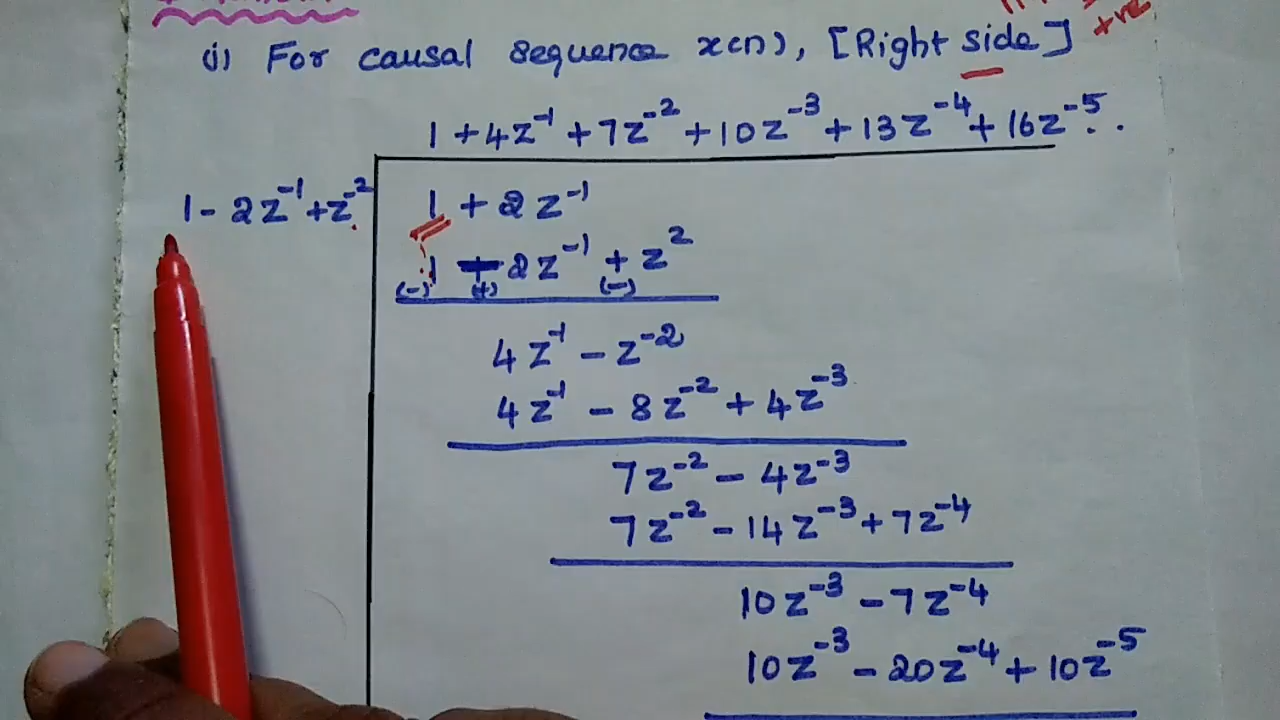 (i) For causal sequence x(n), [Right side] +ve
1 + 4z⁻¹ + 7z⁻² + 10z⁻³ + 13z⁻⁴ + 16z⁻⁵ . .
1 - 2z⁻¹ + z⁻² 1 + 2z⁻¹
1 - 2z⁻¹ + z²
(-) (+) (-)
4z⁻¹ - z⁻²
4z⁻¹ - 8z⁻² + 4z⁻³
7z⁻² - 4z⁻³
7z⁻² - 14z⁻³ + 7z⁻⁴
10z⁻³ - 7z⁻⁴
10z⁻³ - 20z⁻⁴ + 10z⁻⁵